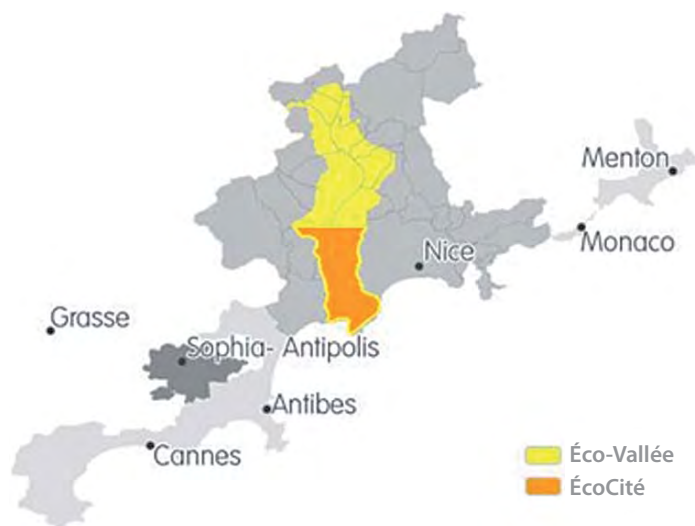 Menton
Monaco
Nice
Grasse
Sophia- Antipolis
Antibes
Cannes
Éco-Vallée
ÉcoCité